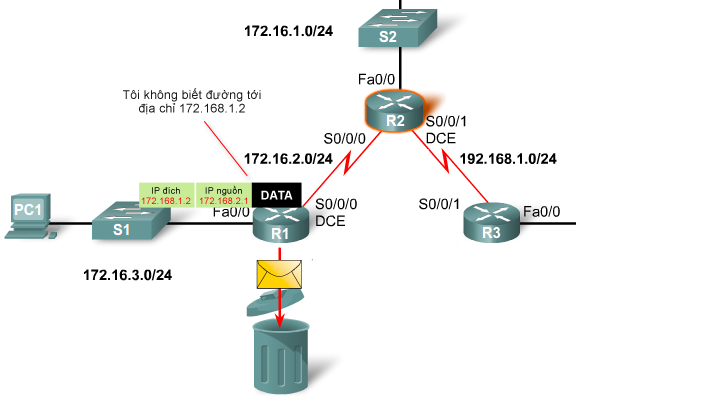 172.16.1.0/24
S2
Fa0/0
Tôi không biết đường tới
địa chỉ 172.168.1.2
R2
S0/0/1
DCE
S0/0/0
172.16.2.0/24
192.168.1.0/24
IP đích
172.168.1.2
IP nguồn
172.168.2.1
DATA
PC1
S1
Fa0/0
R1
S0/0/0
DCE
S0/0/1
R3
Fa0/0
172.16.3.0/24